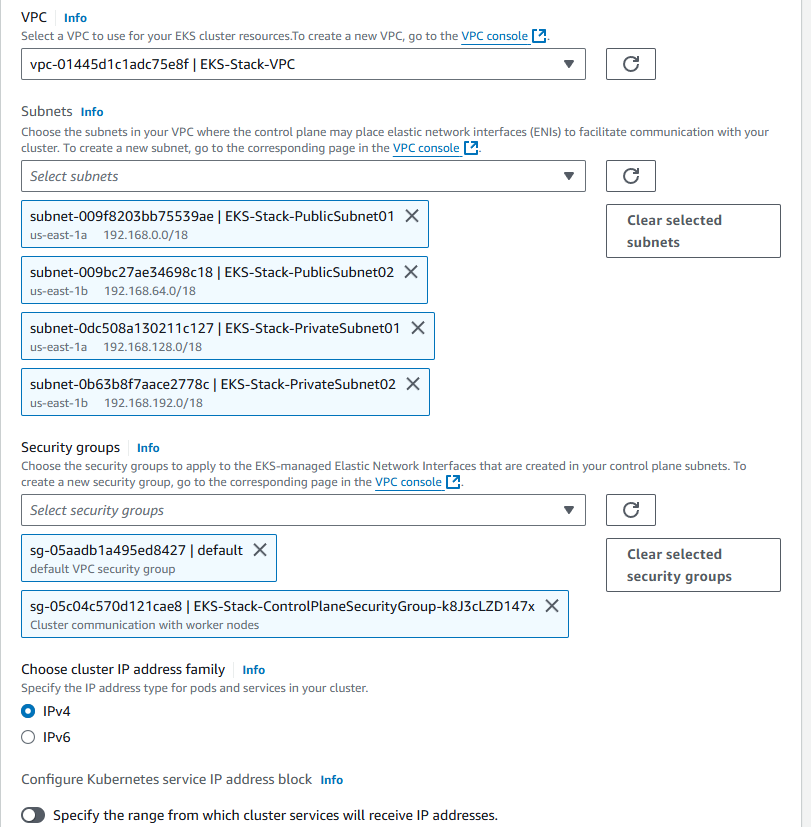 VPC Info
Select a VPC to use for your EKS cluster resources.To create a new VPC, go to the VPC console.
vpc-01445d1c1adc75e8f | EKS-Stack-VPC
Subnets Info
Choose the subnets in your VPC where the control plane may place elastic network interfaces (ENIs) to facilitate communication with your
cluster. To create a new subnet, go to the corresponding page in the VPC console.
Select subnets
subnet-009f8203bb75539ae | EKS-Stack-PublicSubnet01
us-east-1a 192.168.0.0/18
Clear selected
subnets
subnet-009bc27ae34698c18 | EKS-Stack-PublicSubnet02
us-east-1b 192.168.64.0/18
subnet-0dc508a130211c127 | EKS-Stack-PrivateSubnet01
us-east-1a 192.168.128.0/18
subnet-0b63b8f7aace2778c | EKS-Stack-PrivateSubnet02
us-east-1b 192.168.192.0/18
Security groups Info
Choose the security groups to apply to the EKS-managed Elastic Network Interfaces that are created in your control plane subnets. To
create a new security group, go to the corresponding page in the VPC console.
Select security groups
sg-05aadb1a495ed8427 | default
default VPC security group
Clear selected
security groups
sg-05c04c570d121cae8 | EKS-Stack-ControlPlaneSecurityGroup-k8J3cLZD147x
Cluster communication with worker nodes
Choose cluster IP address family Info
Specify the IP address type for pods and services in your cluster.
IPv4
IPv6
Configure Kubernetes service IP address block Info
Specify the range from which cluster services will receive IP addresses.